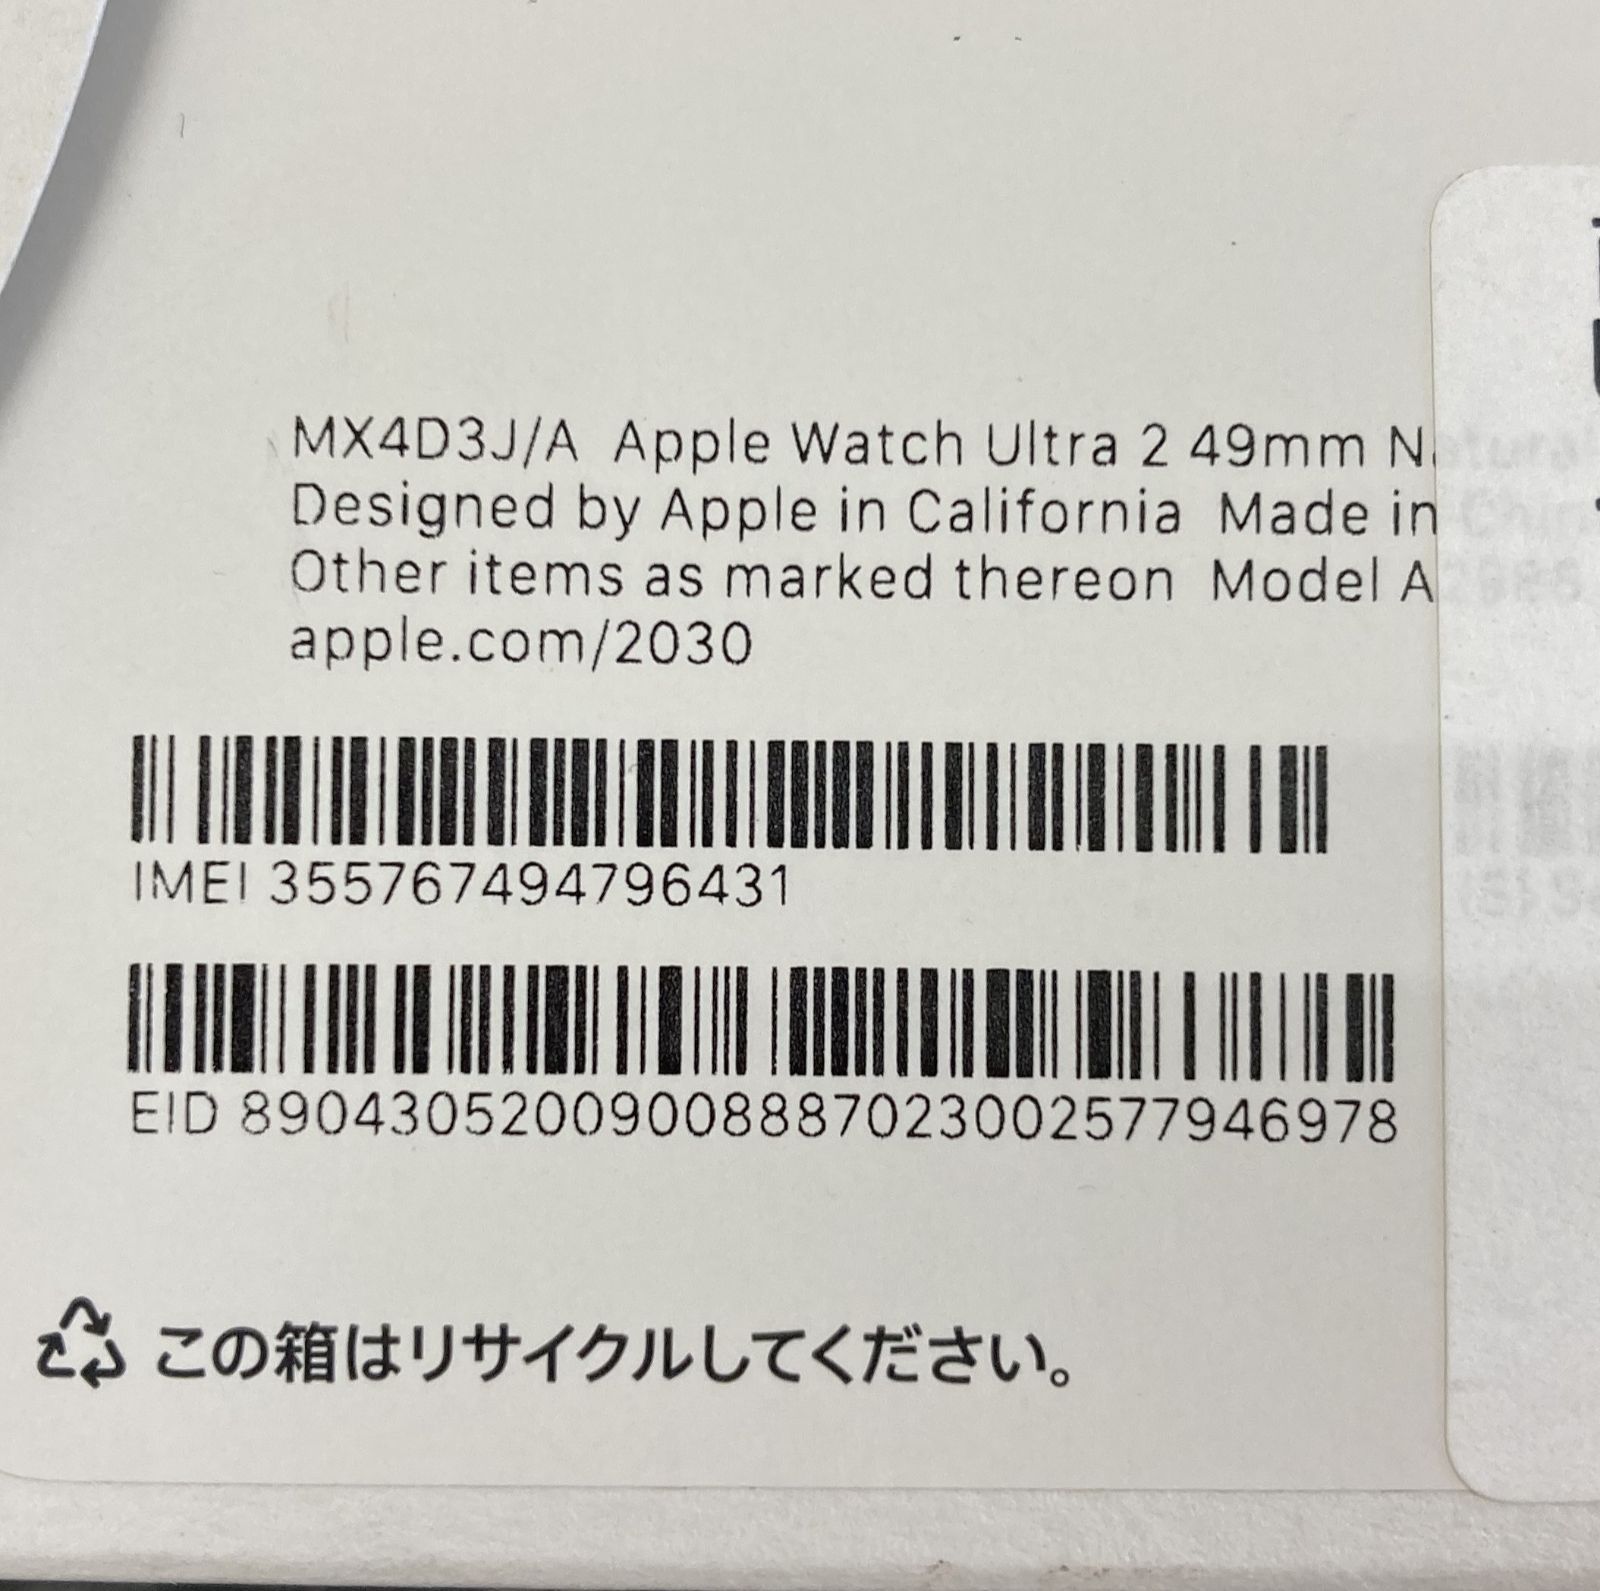 MX4D3J/A Apple Watch Ultra 2 49mm Natural
Designed by Apple in California Made in
Other items as marked thereon Model A
apple.com/2030
IMEI 355767494796431
EID 89043052009008887023002577946978
この箱はリサイクルしてください。